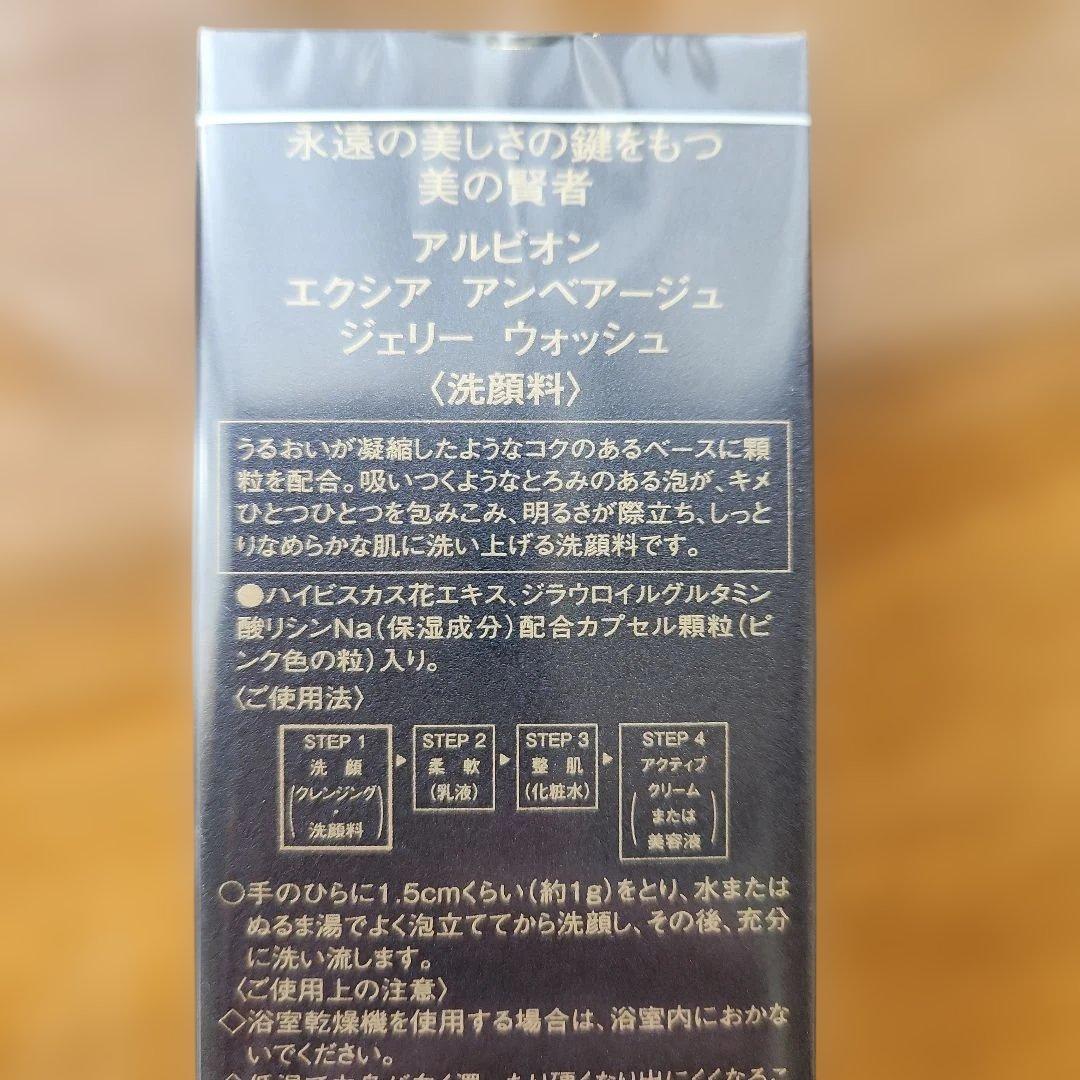 永遠の美しさの鍵をもつ
美の賢者
アルビオン
エクシア　アンベアージュ
ジェリー　ウォッシュ
〈洗顔料〉
うるおいが凝縮したようなコクのあるベースに顆
粒を配合。吸いつくようなとろみのある泡が、キメ
ひとつひとつを包みこみ、明るさが際立ち、しっと
りなめらかな肌に洗い上げる洗顔料です。
●ハイビスカス花エキス、ジラウロイルグルタミン
酸リシンNa（保湿成分）配合カプセル顆粒（ピ
ンク色の粒）入り。
〈ご使用法〉
STEP 1
洗　顔
(クレンジング
・
洗顔料)
STEP 2
柔　軟
(乳液)
STEP 3
整　肌
(化粧水)
STEP 4
アクティブ
(クリーム
または
美容液)
○手のひらに1.5cmくらい（約1g）をとり、水または
ぬるま湯でよく泡立ててから洗顔し、その後、充分
に洗い流します。
〈ご使用上の注意〉
◇浴室乾燥機を使用する場合は、浴室内におかな
いでください。